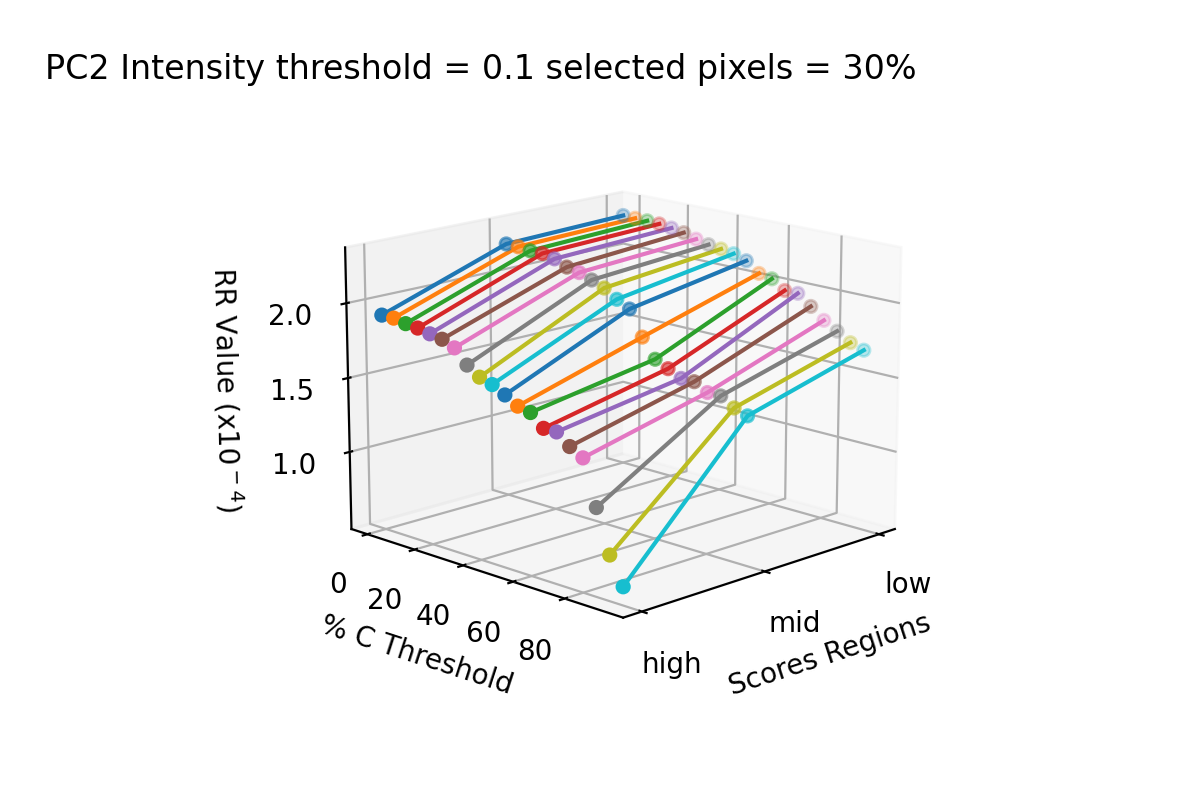 PC2 Intensity threshold = 0.1 selected pixels = 30%
RR Value (x10⁻⁴)
2.0
1.5
1.0
0
20
40
60
80
% C Threshold
high
mid
low
Scores Regions